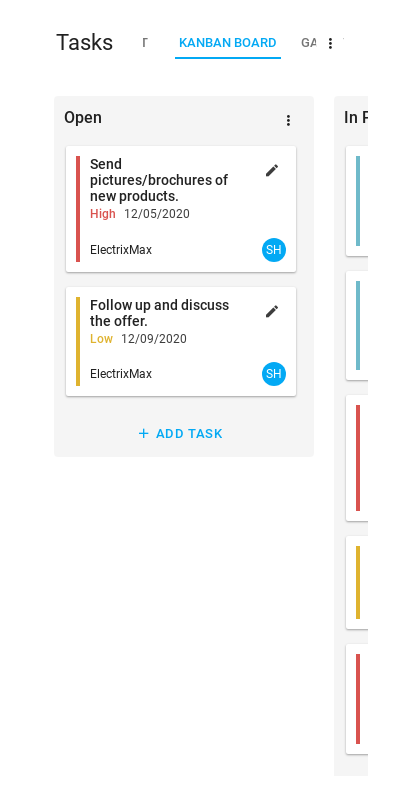 Tasks
KANBAN BOARD
Open
Send
pictures/brochures of
new products.
High 12/05/2020
ElectrixMax
SH
Follow up and discuss
the offer.
Low 12/09/2020
ElectrixMax
SH
+ ADD TASK
In